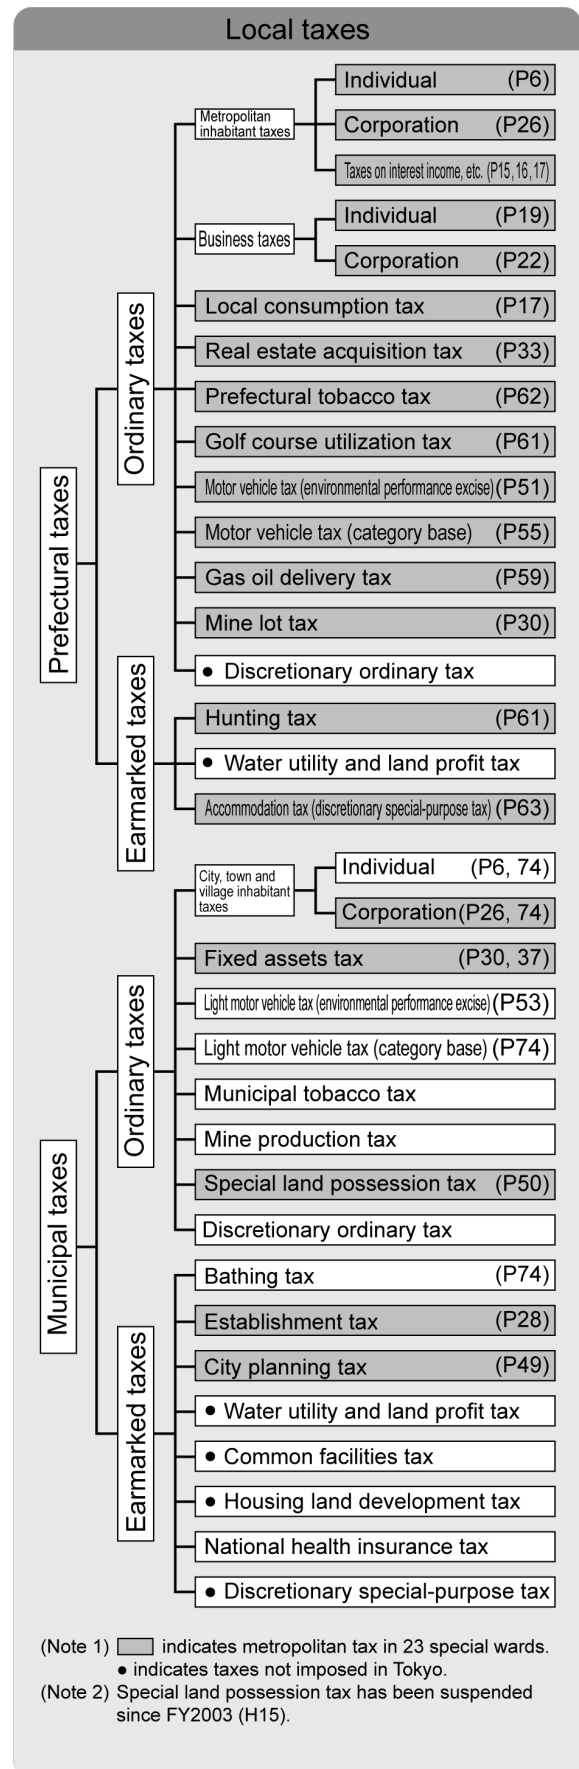 Local taxes
Prefectural taxes
Ordinary taxes
Metropolitan
inhabitant taxes
Individual (P6)
Corporation (P26)
Taxes on interest income, etc. (P15, 16, 17)
Business taxes
Individual (P19)
Corporation (P22)
Local consumption tax (P17)
Real estate acquisition tax (P33)
Prefectural tobacco tax (P62)
Golf course utilization tax (P61)
Motor vehicle tax (environmental performance excise) (P51)
Motor vehicle tax (category base) (P55)
Gas oil delivery tax (P59)
Mine lot tax (P30)
● Discretionary ordinary tax
Earmarked taxes
Hunting tax (P61)
● Water utility and land profit tax
Accommodation tax (discretionary special-purpose tax) (P63)
Municipal taxes
Ordinary taxes
City, town and
village inhabitant
taxes
Individual (P6, 74)
Corporation (P26, 74)
Fixed assets tax (P30, 37)
Light motor vehicle tax (environmental performance excise) (P53)
Light motor vehicle tax (category base) (P74)
Municipal tobacco tax
Mine production tax
Special land possession tax (P50)
Discretionary ordinary tax
Earmarked taxes
Bathing tax (P74)
Establishment tax (P28)
City planning tax (P49)
● Water utility and land profit tax
● Common facilities tax
● Housing land development tax
National health insurance tax
● Discretionary special-purpose tax
(Note 1) indicates metropolitan tax in 23 special wards.
● indicates taxes not imposed in Tokyo.
(Note 2) Special land possession tax has been suspended
since FY2003 (H15).